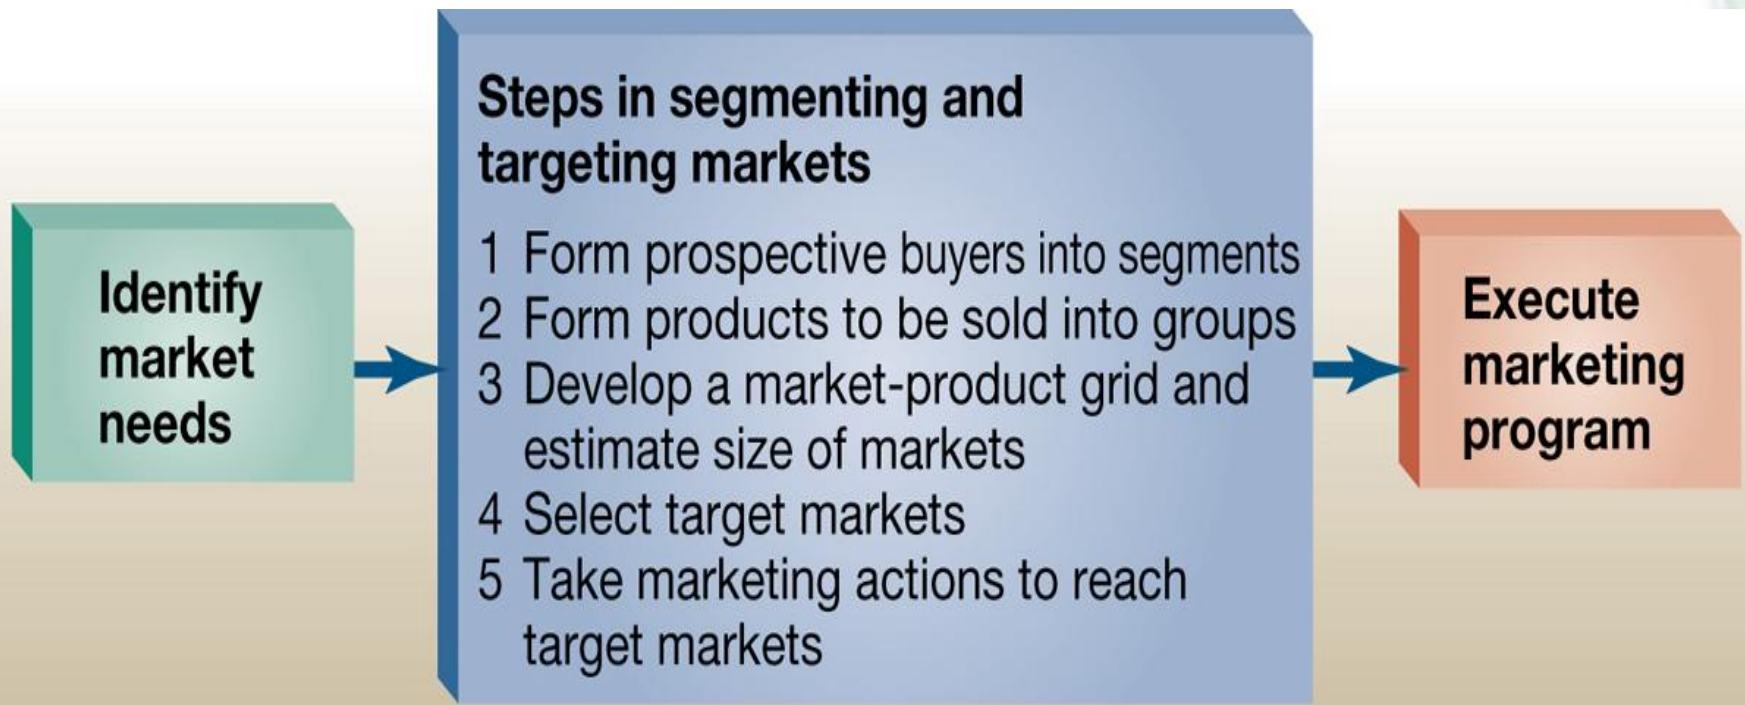 Identify
market
needs
Steps in segmenting and
targeting markets
1 Form prospective buyers into segments
2 Form products to be sold into groups
3 Develop a market-product grid and
estimate size of markets
4 Select target markets
5 Take marketing actions to reach
target markets
Execute
marketing
program